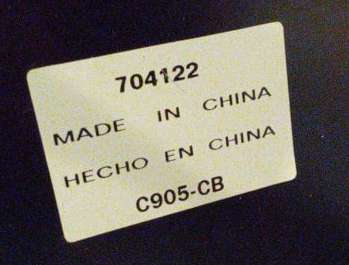 704122
MADE IN CHINA
HECHO EN CHINA
C905-CB